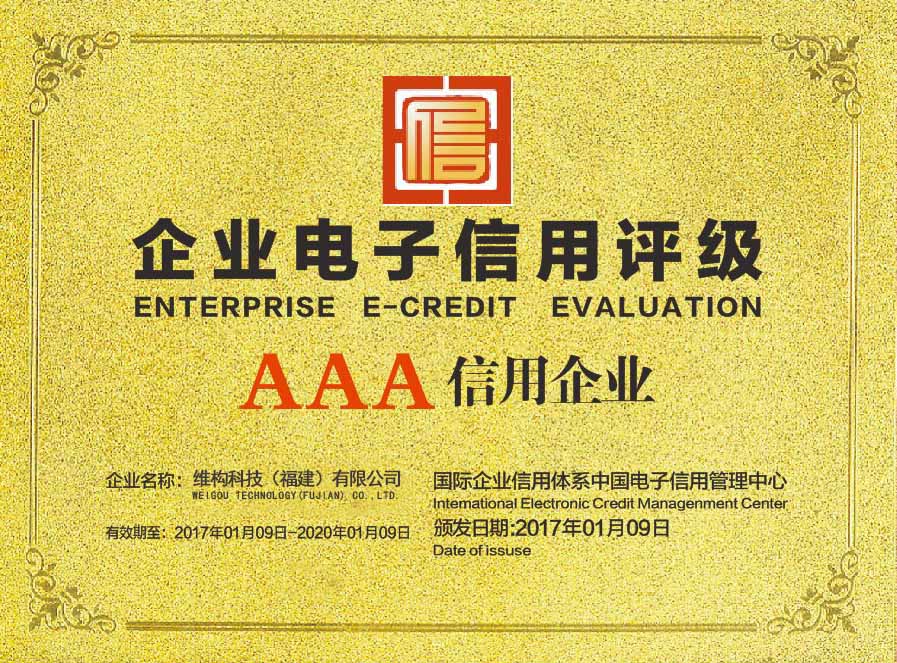 信
企业电子信用评级
ENTERPRISE E-CREDIT EVALUATION
AAA信用企业
企业名称：维构科技（福建）有限公司
WEIGOU TECHNOLOGY(FUJIAN) CO.,LTD.
有效期至：2017年01月09日-2020年01月09日
国际企业信用体系中国电子信用管理中心
International Electronic Credit Managenment Center
颁发日期:2017年01月09日
Date of issuse